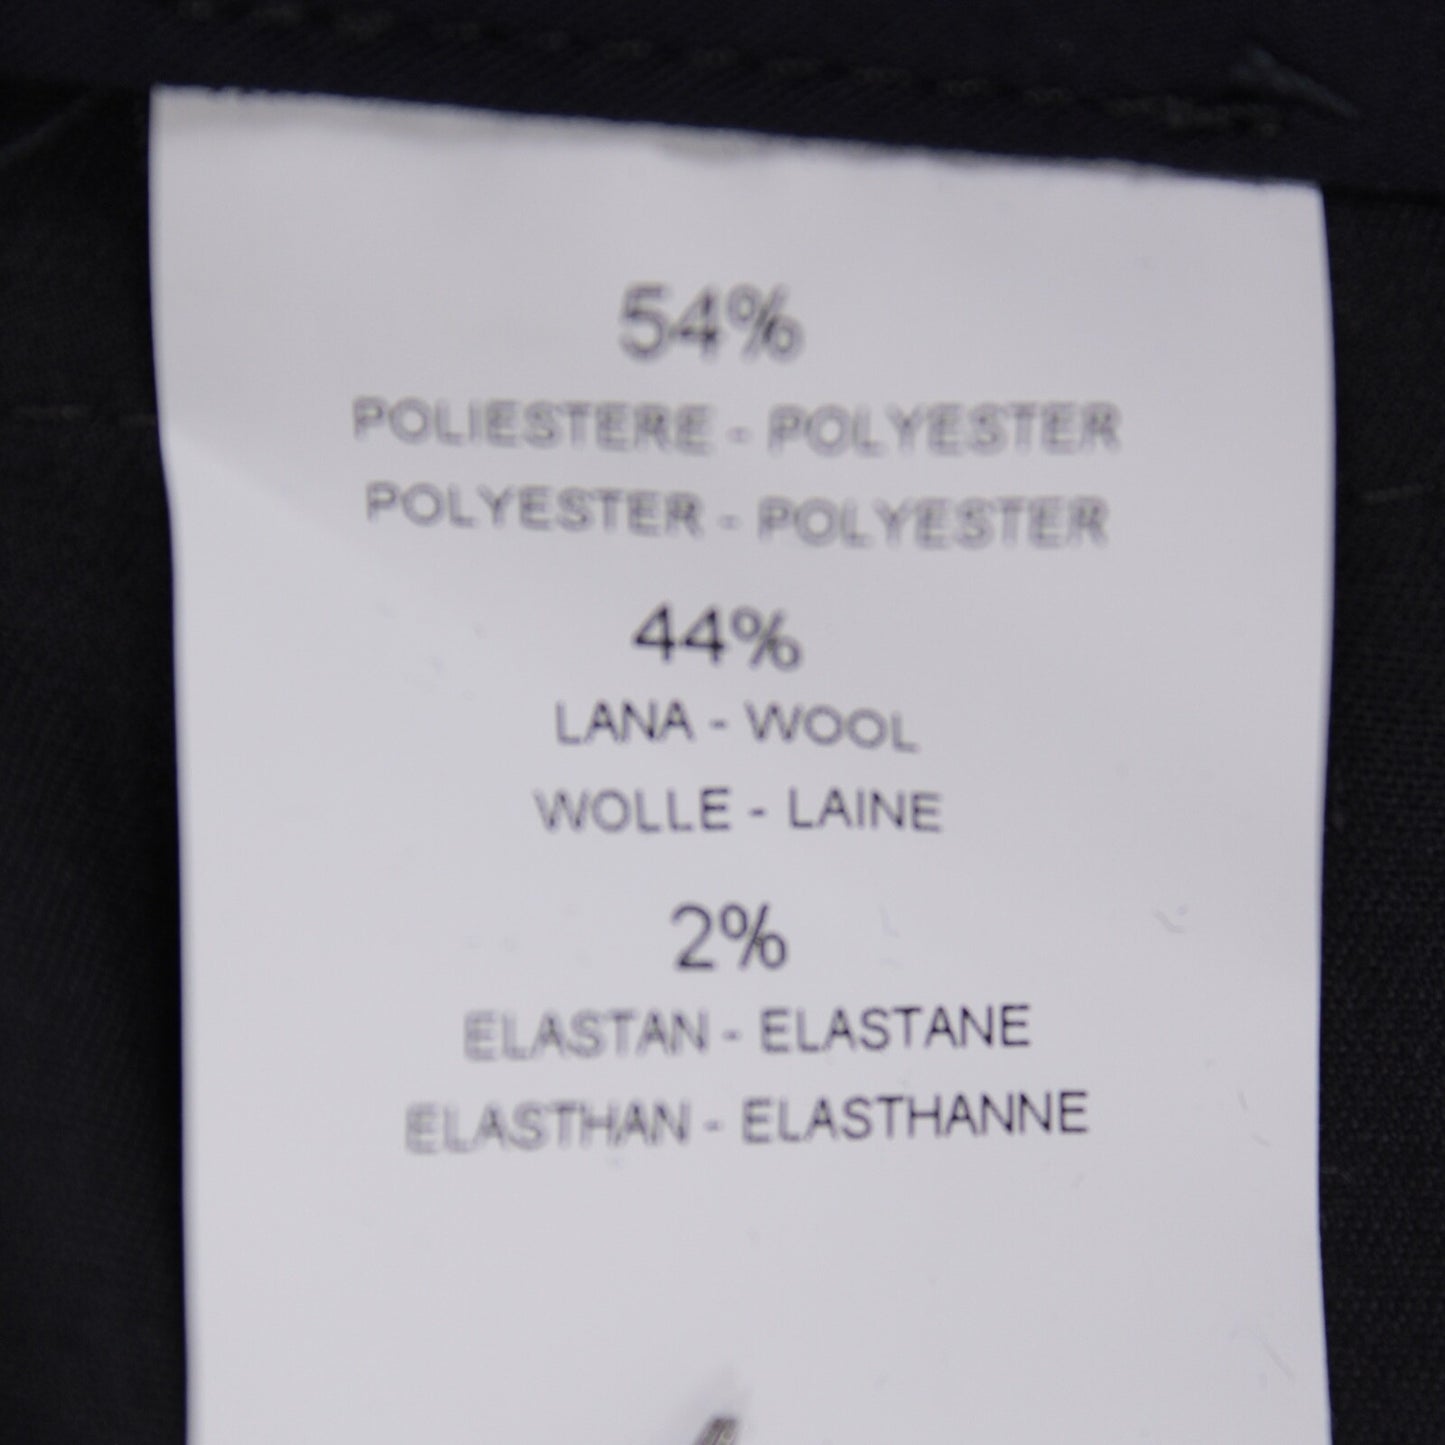 54%
POLIESTERE - POLYESTER
POLYESTER - POLYESTER
44%
LANA - WOOL
WOLLE - LAINE
2%
ELASTAN - ELASTANE
ELASTHAN - ELASTHANNE